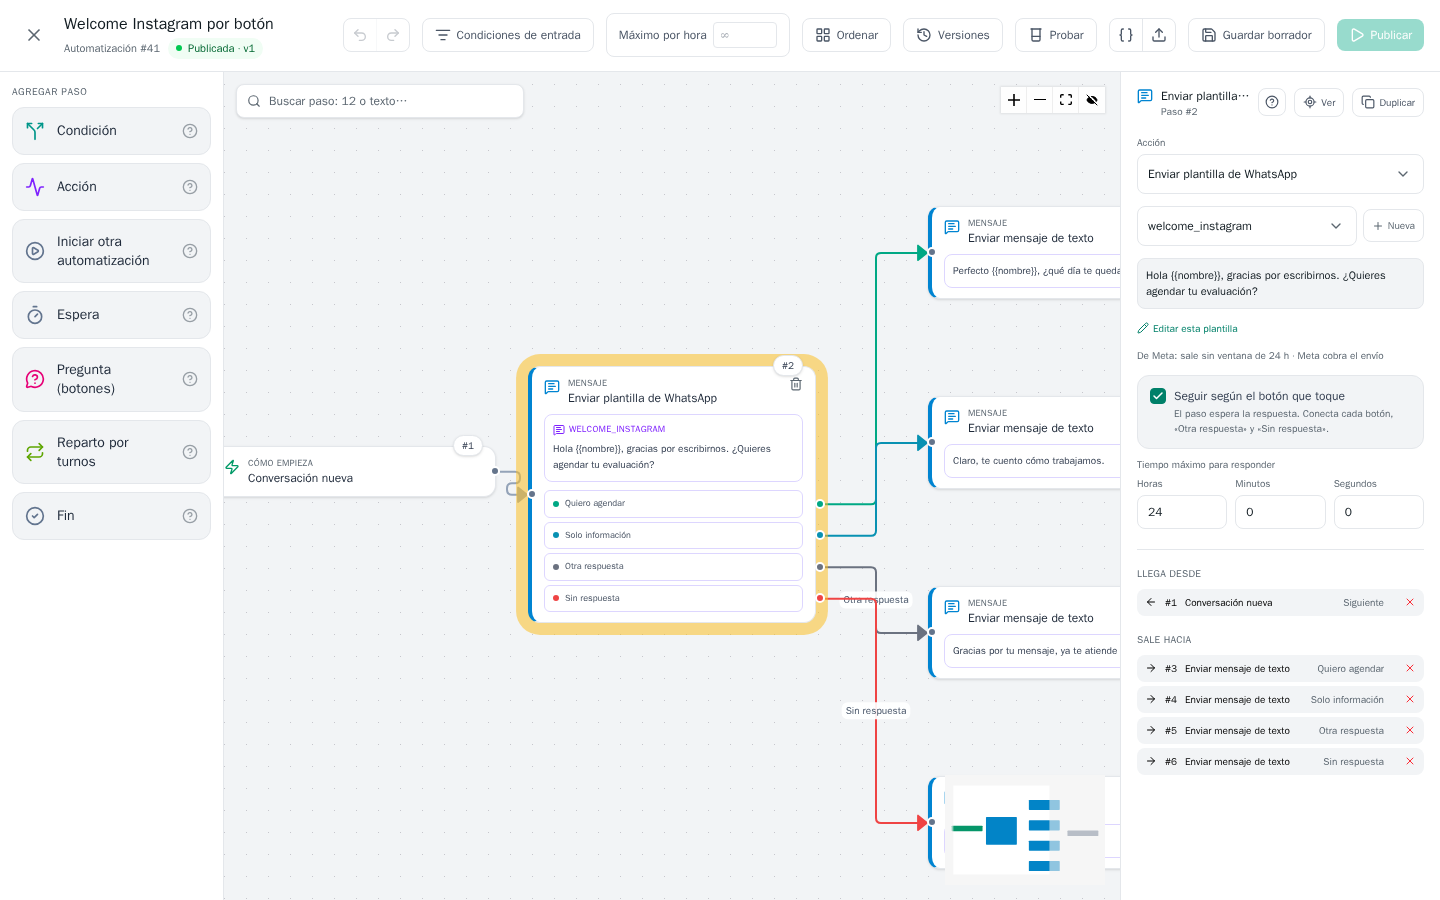 Welcome Instagram por botón
Automatización #41
Publicada · v1
Condiciones de entrada
Máximo por hora
∞
Ordenar
Versiones
Probar
Guardar borrador
Publicar
AGREGAR PASO
Condición
Acción
Iniciar otra
automatización
Espera
Pregunta
(botones)
Reparto por
turnos
Fin
Buscar paso: 12 o texto···
#1
CÓMO EMPIEZA
Conversación nueva
#2
MENSAJE
Enviar plantilla de WhatsApp
WELCOME_INSTAGRAM
Hola {{nombre}}, gracias por escribirnos. ¿Quieres
agendar tu evaluación?
Quiero agendar
Solo información
Otra respuesta
Sin respuesta
Otra respuesta
Sin respuesta
MENSAJE
Enviar mensaje de texto
Perfecto {{nombre}}, ¿qué día te queda
MENSAJE
Enviar mensaje de texto
Claro, te cuento cómo trabajamos.
MENSAJE
Enviar mensaje de texto
Gracias por tu mensaje, ya te atiende
Enviar plantilla···
Paso #2
Ver
Duplicar
Acción
Enviar plantilla de WhatsApp
welcome_instagram
Nueva
Hola {{nombre}}, gracias por escribirnos. ¿Quieres
agendar tu evaluación?
Editar esta plantilla
De Meta: sale sin ventana de 24 h · Meta cobra el envío
Seguir según el botón que toque
El paso espera la respuesta. Conecta cada botón,
«Otra respuesta» y «Sin respuesta».
Tiempo máximo para responder
Horas
Minutos
Segundos
24
0
0
LLEGA DESDE
#1 Conversación nueva Siguiente
SALE HACIA
#3 Enviar mensaje de texto Quiero agendar
#4 Enviar mensaje de texto Solo información
#5 Enviar mensaje de texto Otra respuesta
#6 Enviar mensaje de texto Sin respuesta